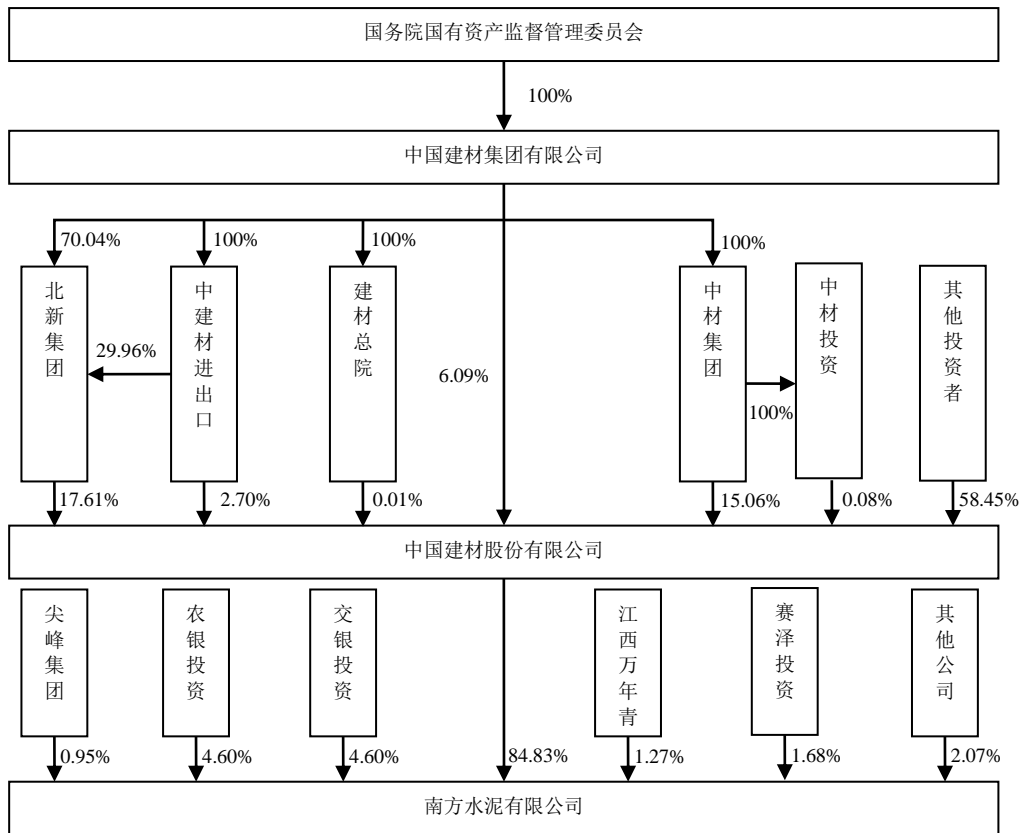 国务院国有资产监督管理委员会
100%
中国建材集团有限公司
70.04%
100%
100%
100%
北新集团
中建材进出口
建材总院
中材集团
中材投资
其他投资者
29.96%
6.09%
100%
17.61%
2.70%
0.01%
15.06%
0.08%
58.45%
中国建材股份有限公司
尖峰集团
农银投资
交银投资
江西万年青
赛泽投资
其他公司
0.95%
4.60%
4.60%
84.83%
1.27%
1.68%
2.07%
南方水泥有限公司